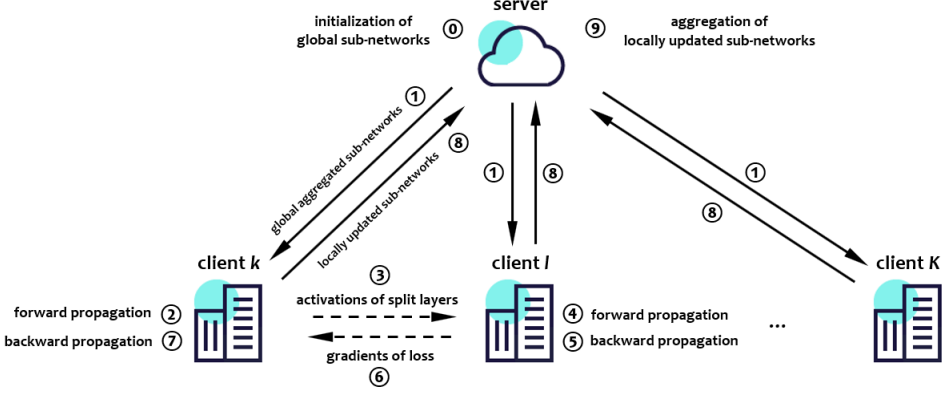 server
initialization of
global sub-networks
0
9
aggregation of
locally updated sub-networks
1
global aggregated sub-networks
8
locally updated sub-networks
1
8
1
8
client k
client l
client K
3
activations of split layers
forward propagation 2
backward propagation 7
4 forward propagation
5 backward propagation
...
gradients of loss
6